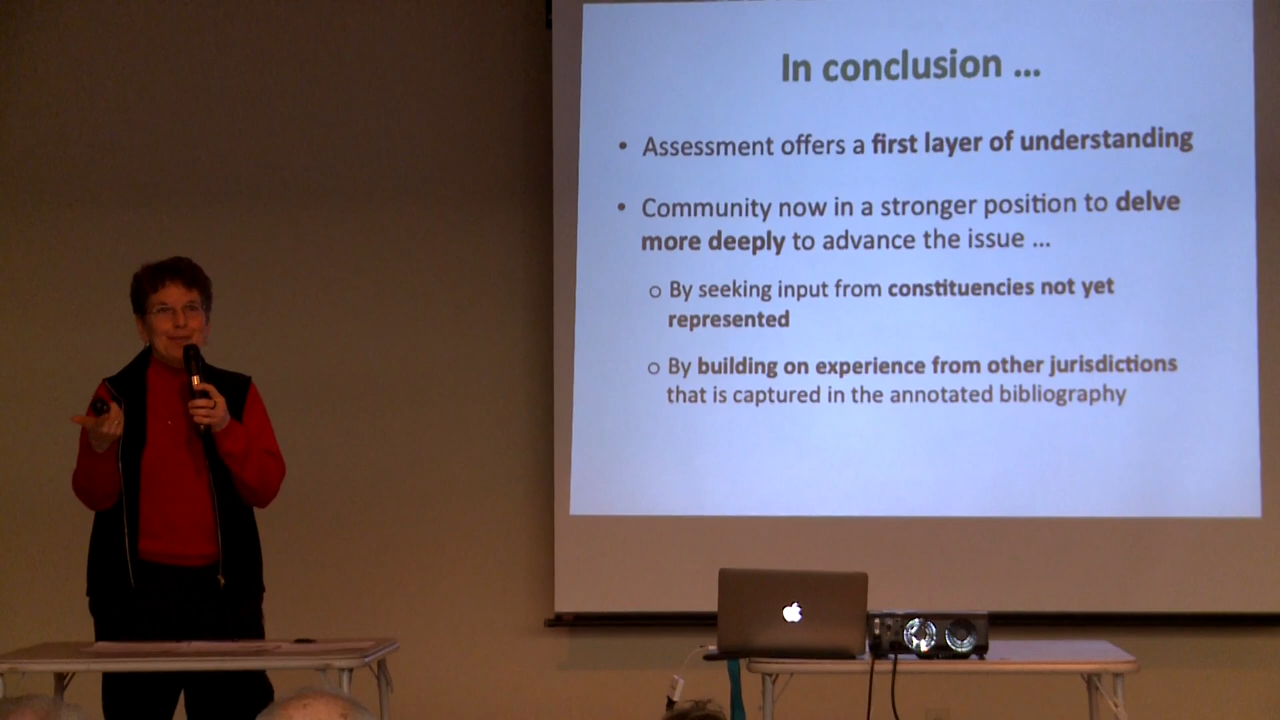 In conclusion ...
• Assessment offers a first layer of understanding
• Community now in a stronger position to delve
more deeply to advance the issue ...
o By seeking input from constituencies not yet
represented
o By building on experience from other jurisdictions
that is captured in the annotated bibliography